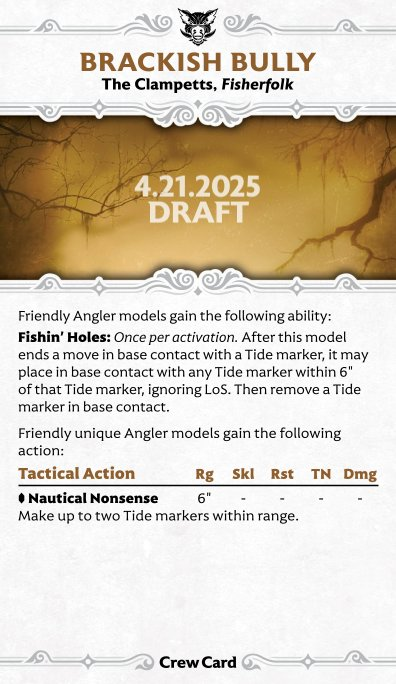 BRACKISH BULLY
The Clampetts, Fisherfolk
4.21.2025
DRAFT
Friendly Angler models gain the following ability:
Fishin' Holes: Once per activation. After this model
ends a move in base contact with a Tide marker, it may
place in base contact with any Tide marker within 6"
of that Tide marker, ignoring LoS. Then remove a Tide
marker in base contact.
Friendly unique Angler models gain the following
action:
Tactical Action Rg Skl Rst TN Dmg
Nautical Nonsense 6" - - - -
Make up to two Tide markers within range.
Crew Card